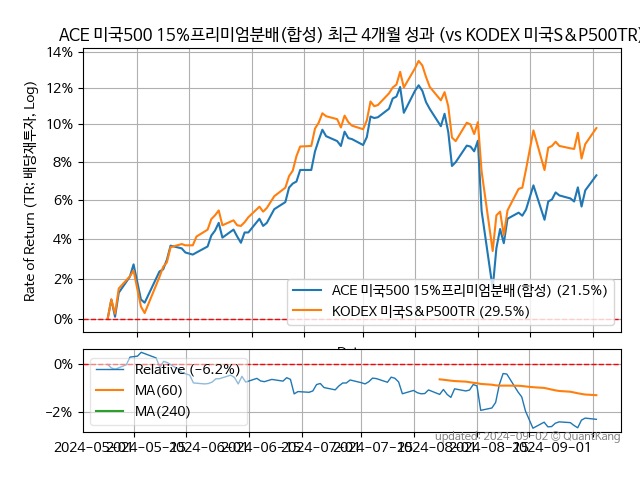 ACE 미국500 15%프리미엄분배(합성) 최근 4개월 성과 (vs KODEX 미국S&P500TR)
Rate of Return (TR: 배당재투자, Log)
14%
12%
10%
8%
6%
4%
2%
0%
ACE 미국500 15%프리미엄분배(합성) (21.5%)
KODEX 미국S&P500TR (29.5%)
0%
−2%
Relative (−6.2%)
MA(60)
MA(240)
updated: 2024-09-02 © QuantKang
2024-05-01
2024-05-15
2024-06-01
2024-06-15
2024-07-01
2024-07-15
2024-08-01
2024-08-15
2024-09-01